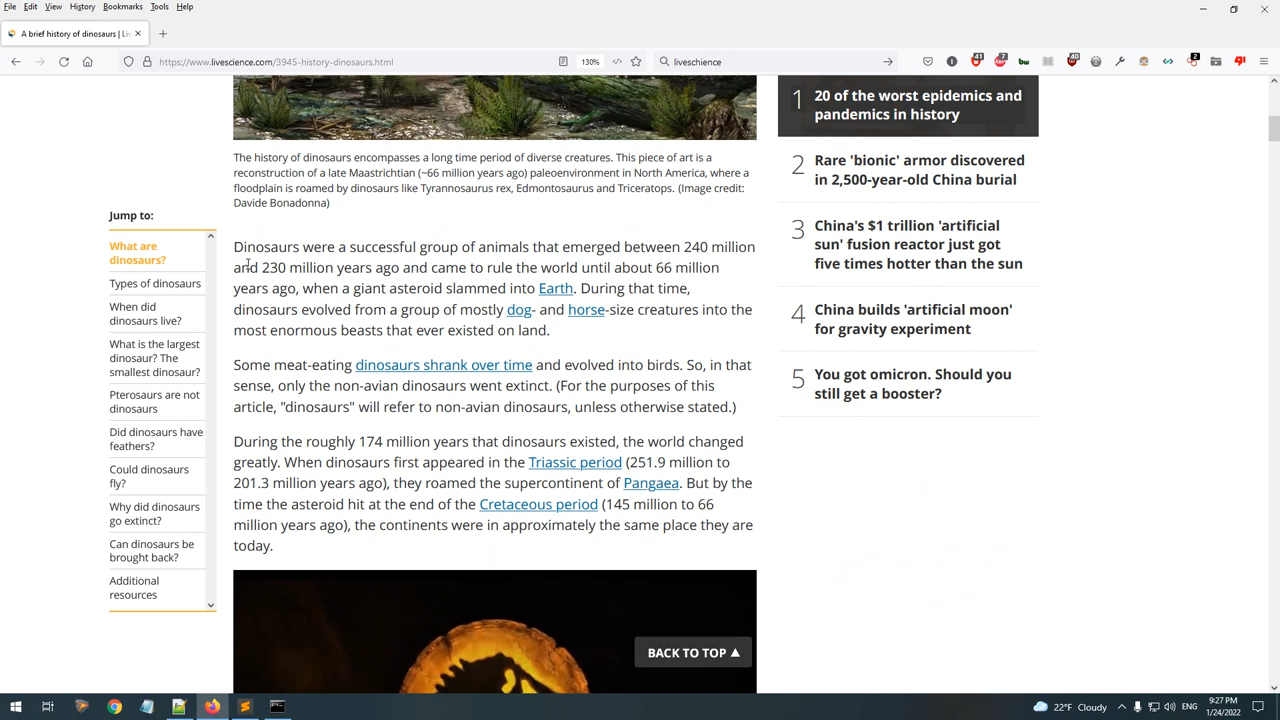 File Edit View History Bookmarks Tools Help
A brief history of dinosaurs | Li
https://www.livescience.com/3945-history-dinosaurs.html
130%
liveschience
41
7
40
2
The history of dinosaurs encompasses a long time period of diverse creatures. This piece of art is a
reconstruction of a late Maastrichtian (~66 million years ago) paleoenvironment in North America, where a
floodplain is roamed by dinosaurs like Tyrannosaurus rex, Edmontosaurus and Triceratops. (Image credit:
Davide Bonadonna)
Jump to:
What are
dinosaurs?
Types of dinosaurs
When did
dinosaurs live?
What is the largest
dinosaur? The
smallest dinosaur?
Pterosaurs are not
dinosaurs
Did dinosaurs have
feathers?
Could dinosaurs
fly?
Why did dinosaurs
go extinct?
Can dinosaurs be
brought back?
Additional
resources
Dinosaurs were a successful group of animals that emerged between 240 million
and 230 million years ago and came to rule the world until about 66 million
years ago, when a giant asteroid slammed into Earth. During that time,
dinosaurs evolved from a group of mostly dog- and horse-size creatures into the
most enormous beasts that ever existed on land.
Some meat-eating dinosaurs shrank over time and evolved into birds. So, in that
sense, only the non-avian dinosaurs went extinct. (For the purposes of this
article, "dinosaurs" will refer to non-avian dinosaurs, unless otherwise stated.)
During the roughly 174 million years that dinosaurs existed, the world changed
greatly. When dinosaurs first appeared in the Triassic period (251.9 million to
201.3 million years ago), they roamed the supercontinent of Pangaea. But by the
time the asteroid hit at the end of the Cretaceous period (145 million to 66
million years ago), the continents were in approximately the same place they are
today.
BACK TO TOP
1 20 of the worst epidemics and
pandemics in history
2 Rare 'bionic' armor discovered
in 2,500-year-old China burial
3 China's $1 trillion 'artificial
sun' fusion reactor just got
five times hotter than the sun
4 China builds 'artificial moon'
for gravity experiment
5 You got omicron. Should you
still get a booster?
22°F Cloudy
ENG
9:27 PM
1/24/2022